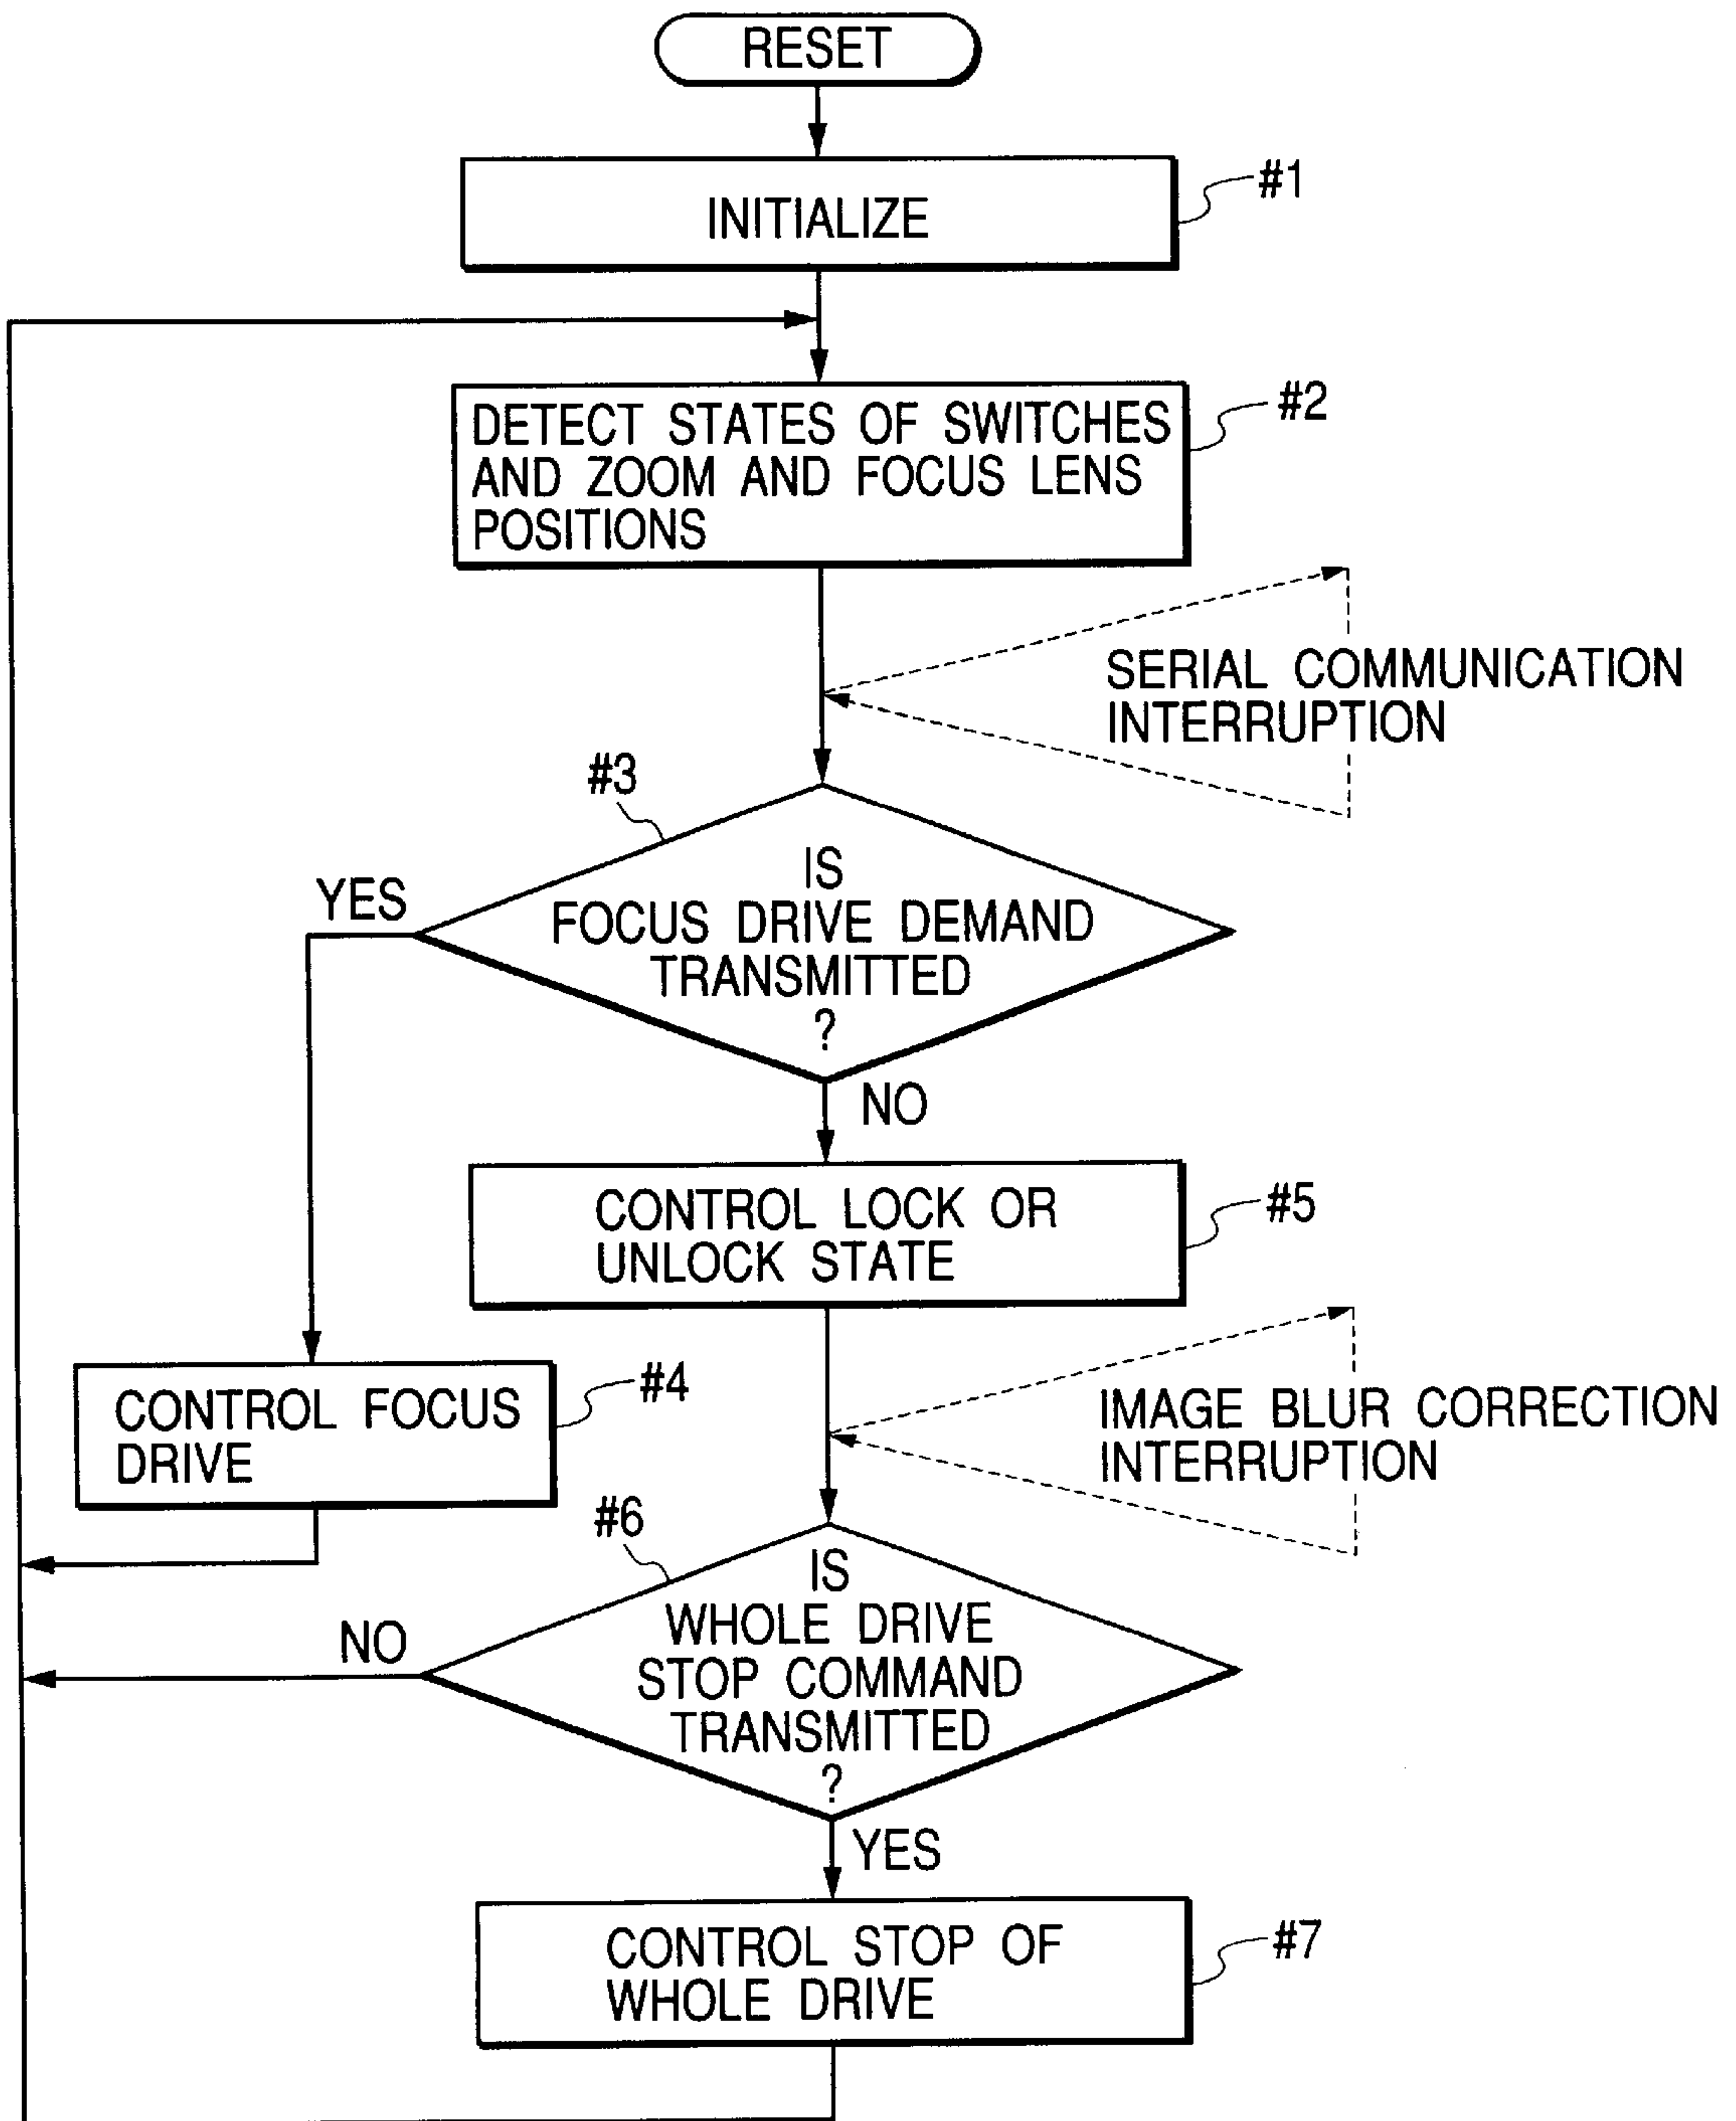 RESET
INITIALIZE
#1
DETECT STATES OF SWITCHES
AND ZOOM AND FOCUS LENS
POSITIONS
#2
SERIAL COMMUNICATION
INTERRUPTION
#3
IS
FOCUS DRIVE DEMAND
TRANSMITTED
?
YES
NO
CONTROL LOCK OR
UNLOCK STATE
#5
CONTROL FOCUS
DRIVE
#4
IMAGE BLUR CORRECTION
INTERRUPTION
#6
IS
WHOLE DRIVE
STOP COMMAND
TRANSMITTED
?
NO
YES
CONTROL STOP OF
WHOLE DRIVE
#7